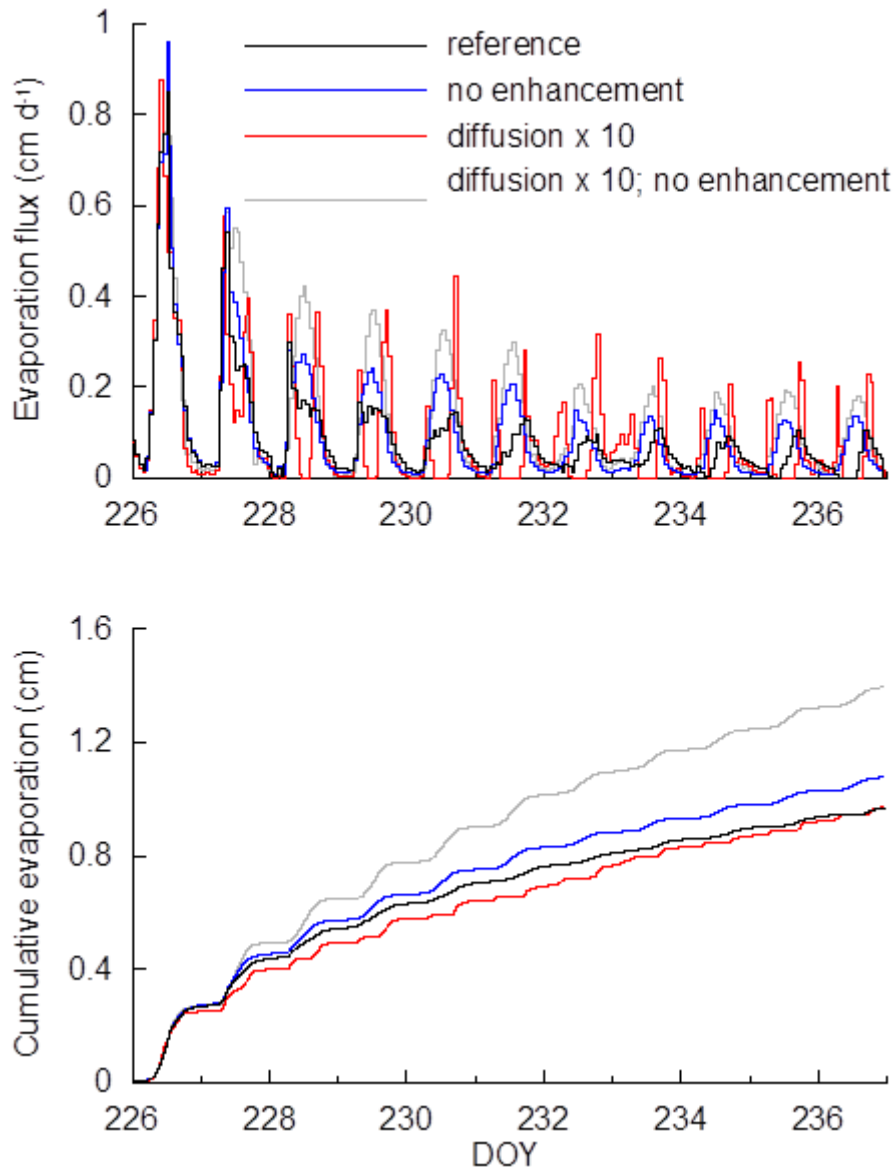 1
0.8
0.6
0.4
0.2
0
Evaporation flux (cm d-1)
reference
no enhancement
diffusion x 10
diffusion x 10; no enhancement
226 228 230 232 234 236
1.6
1.2
0.8
0.4
0
Cumulative evaporation (cm)
226 228 230 232 234 236
DOY